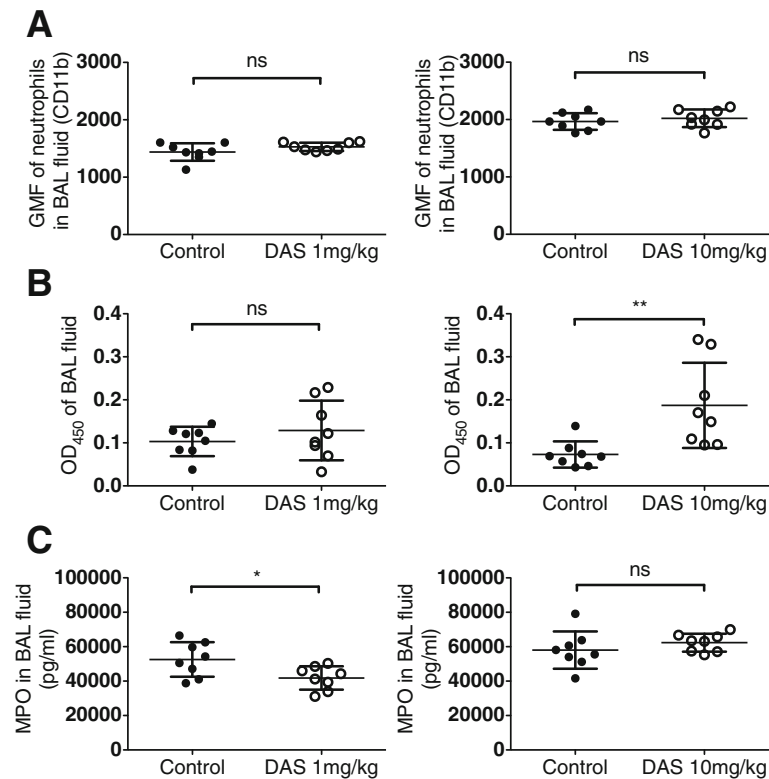 A
GMF of neutrophils
in BAL fluid (CD11b)
3000
2000
1000
0
ns
Control
DAS 1mg/kg
GMF of neutrophils
in BAL fluid (CD11b)
3000
2000
1000
0
ns
Control
DAS 10mg/kg
B
OD450 of BAL fluid
0.4
0.3
0.2
0.1
0.0
ns
Control
DAS 1mg/kg
OD450 of BAL fluid
0.4
0.3
0.2
0.1
0.0
**
Control
DAS 10mg/kg
C
MPO in BAL fluid
(pg/ml)
100000
80000
60000
40000
20000
0
*
Control
DAS 1mg/kg
MPO in BAL fluid
(pg/ml)
100000
80000
60000
40000
20000
0
ns
Control
DAS 10mg/kg